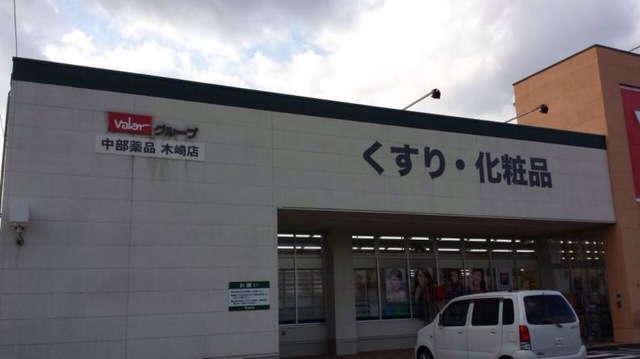 Valor グループ
中部薬品 木崎店
くすり・化粧品
お願い